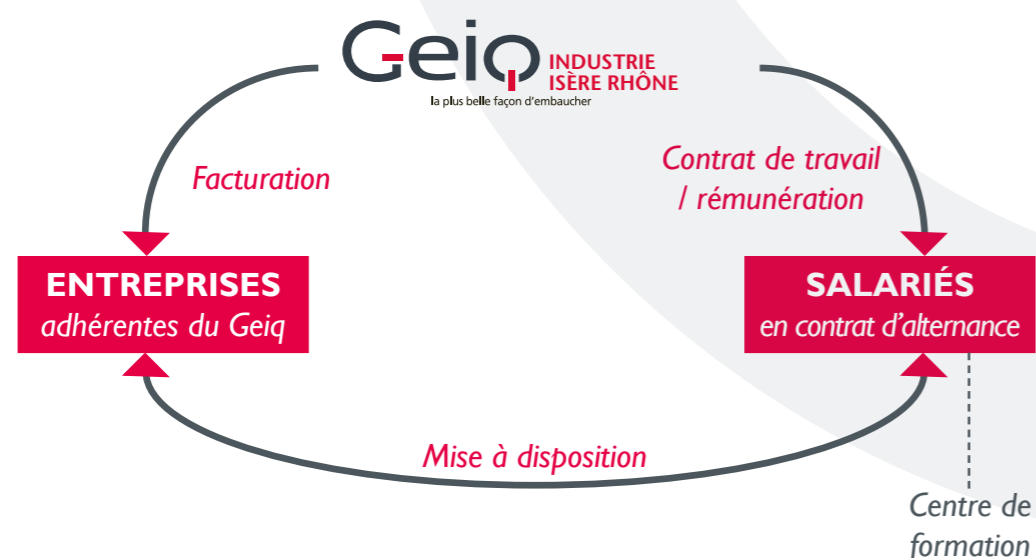 Geiq INDUSTRIE
ISÈRE RHÔNE
la plus belle façon d'embaucher
Facturation
Contrat de travail
/ rémunération
ENTREPRISES
adhérentes du Geiq
SALARIÉS
en contrat d'alternance
Mise à disposition
Centre de
formation